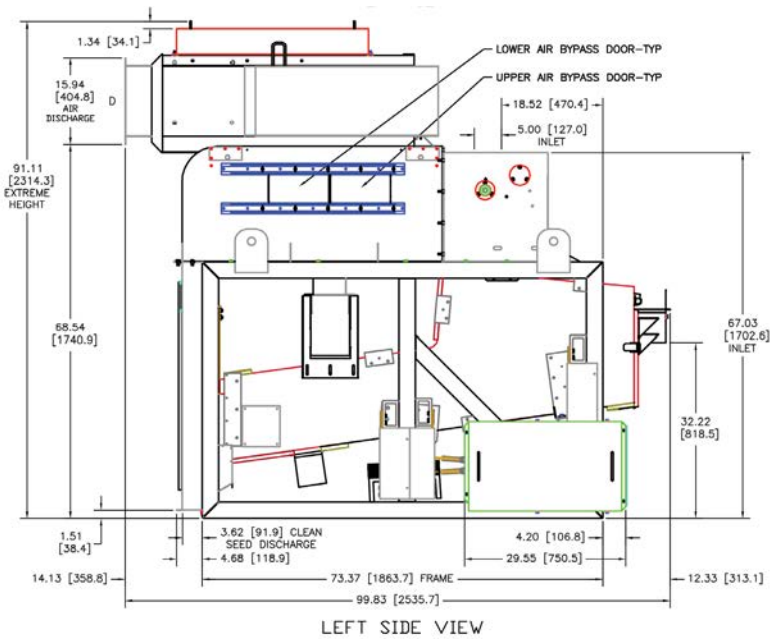 1.34 [34.1]
LOWER AIR BYPASS DOOR-TYP
UPPER AIR BYPASS DOOR-TYP
15.94
[404.8]
AIR
DISCHARGE
D
18.52 [470.4]
5.00 [127.0]
INLET
91.11
[2314.3]
EXTREME
HEIGHT
68.54
[1740.9]
67.03
[1702.6]
INLET
32.22
[818.5]
1.51
[38.4]
3.62 [91.9] CLEAN
SEED DISCHARGE
4.68 [118.9]
4.20 [106.8]
29.55 [750.5]
14.13 [358.8]
73.37 [1863.7] FRAME
12.33 [313.1]
99.83 [2535.7]
LEFT SIDE VIEW